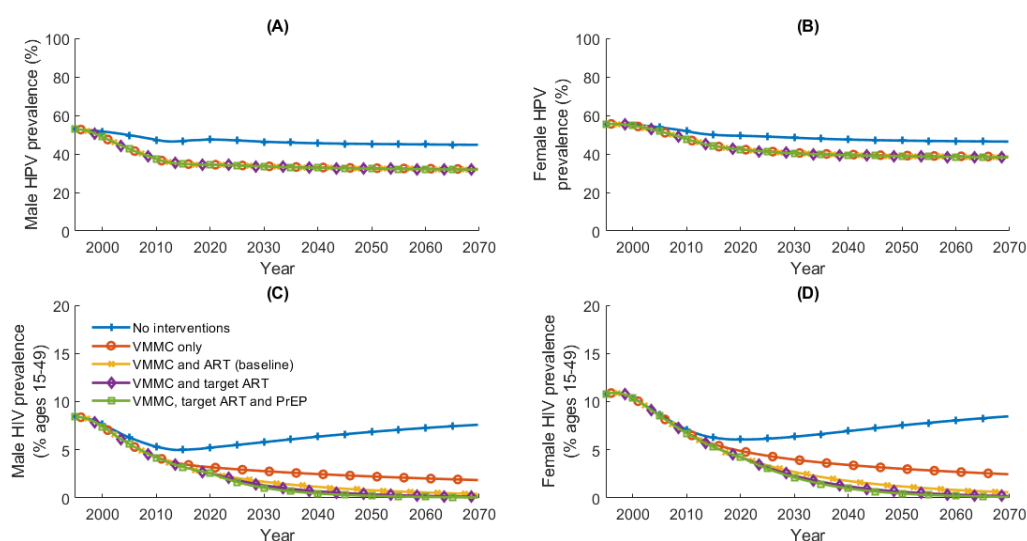 (A)
Male HPV prevalence (%)
100
80
60
40
20
0
2000 2010 2020 2030 2040 2050 2060 2070
Year
(B)
Female HPV
prevalence (%)
100
80
60
40
20
0
2000 2010 2020 2030 2040 2050 2060 2070
Year
(C)
Male HIV prevalence
(% ages 15-49)
20
15
10
5
0
No interventions
VMMC only
VMMC and ART (baseline)
VMMC and target ART
VMMC, target ART and PrEP
2000 2010 2020 2030 2040 2050 2060 2070
Year
(D)
Female HIV prevalence
(% ages 15-49)
20
15
10
5
0
2000 2010 2020 2030 2040 2050 2060 2070
Year